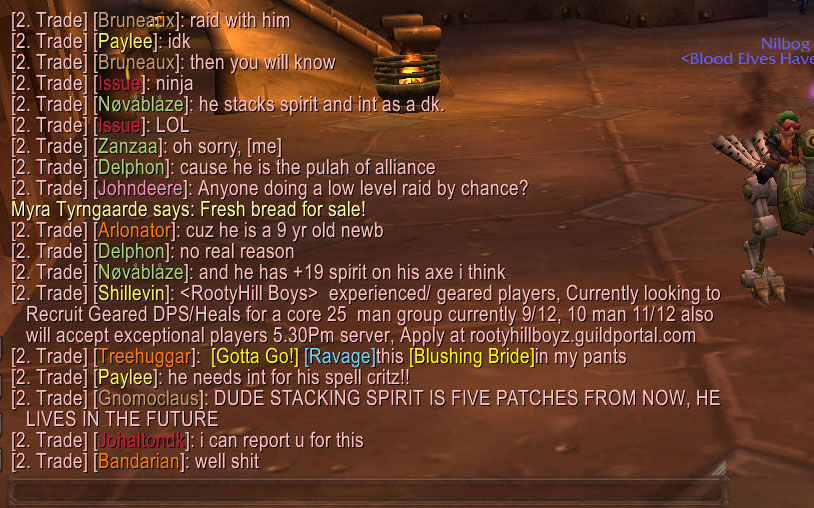 [2. Trade] [Bruneaux]: raid with him
[2. Trade] [Paylee]: idk
[2. Trade] [Bruneaux]: then you will know
[2. Trade] [Issue]: ninja
[2. Trade] [Nøvåblåze]: he stacks spirit and int as a dk.
[2. Trade] [Issue]: LOL
[2. Trade] [Zanzaa]: oh sorry, [me]
[2. Trade] [Delphon]: cause he is the pulah of alliance
[2. Trade] [Johndeere]: Anyone doing a low level raid by chance?
Myra Tyrngaarde says: Fresh bread for sale!
[2. Trade] [Arlonator]: cuz he is a 9 yr old newb
[2. Trade] [Delphon]: no real reason
[2. Trade] [Nøvåblåze]: and he has +19 spirit on his axe i think
[2. Trade] [Shillevin]: <RootyHill Boys> experienced/ geared players, Currently looking to
Recruit Geared DPS/Heals for a core 25 man group currently 9/12, 10 man 11/12 also
will accept exceptional players 5.30Pm server, Apply at rootyhillboyz.guildportal.com
[2. Trade] [Treehuggar]: [Gotta Go!] [Ravage]this [Blushing Bride]in my pants
[2. Trade] [Paylee]: he needs int for his spell critz!!
[2. Trade] [Gnomoclaus]: DUDE STACKING SPIRIT IS FIVE PATCHES FROM NOW, HE
LIVES IN THE FUTURE
[2. Trade] [Johaltondk]: i can report u for this
[2. Trade] [Bandarian]: well shit
Nilbog
<Blood Elves Have